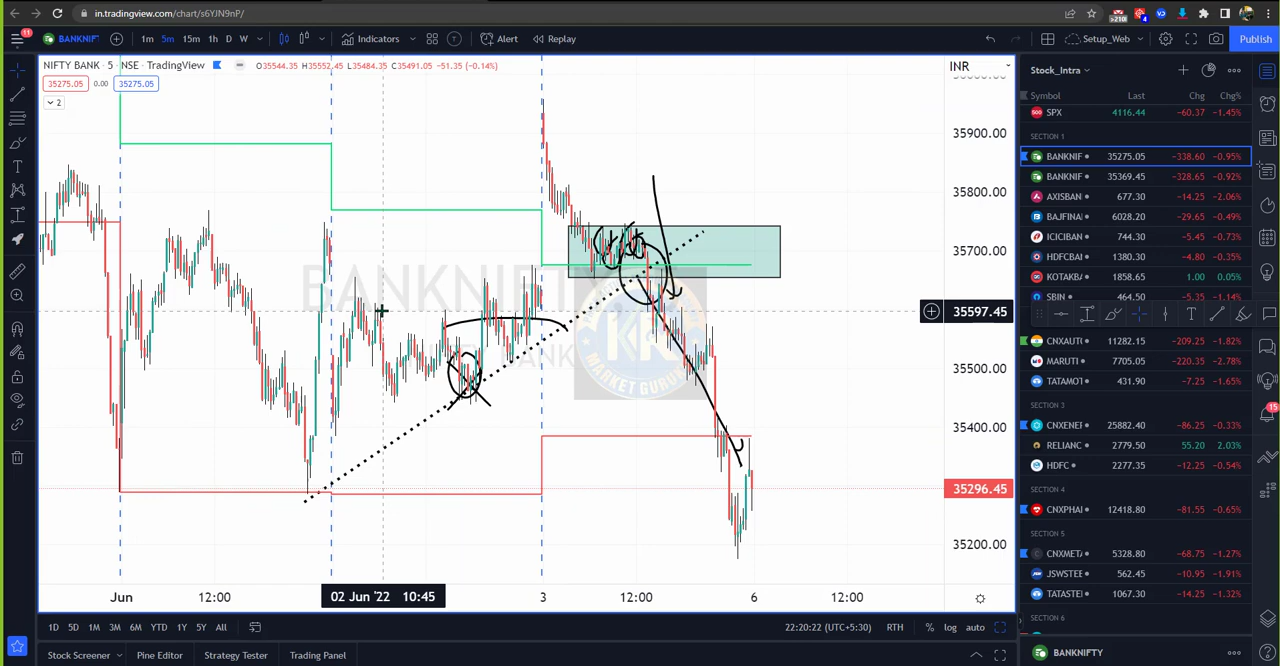 in.tradingview.com/chart/s6YJN9nP/
11 BANKNIFT 1m 5m 15m 1h D W Indicators Alert Replay Setup_Web Publish
NIFTY BANK · 5 · NSE · TradingView O35544.35 H35552.45 L35484.35 C35491.05 -51.35 (-0.14%)
35275.05 0.00 35275.05
2
INR
35900.00
35800.00
35700.00
35597.45
35500.00
35400.00
35296.45
35200.00
BANKNIFTY
MARKET GURU
Jun 12:00 02 Jun '22 10:45 3 12:00 6 12:00
1D 5D 1M 3M 6M YTD 1Y 5Y All 22:20:22 (UTC+5:30) RTH % log auto
Stock Screener Pine Editor Strategy Tester Trading Panel
Stock_Intra
Symbol Last Chg Chg%
SPX 4116.44 -60.37 -1.45%
SECTION 1
BANKNIF 35275.05 -338.60 -0.95%
BANKNIF 35369.45 -328.65 -0.92%
AXISBAN 677.30 -14.25 -2.06%
BAJFINA 6028.20 -29.65 -0.49%
ICICIBAN 744.30 -5.45 -0.73%
HDFCBA 1380.30 -4.80 -0.35%
KOTAKBA 1858.65 1.00 0.05%
SBIN 464.50 -5.35 -1.14%
CNXAUT 11282.15 -209.25 -1.82%
MARUTI 7705.05 -220.35 -2.78%
TATAMOT 431.90 -7.25 -1.65%
SECTION 3
CNXENE 25882.40 -86.25 -0.33%
RELIANC 2779.50 55.20 2.03%
HDFC 2277.35 -12.25 -0.54%
SECTION 4
CNXPHA 12418.80 -81.55 -0.65%
SECTION 5
CNXMET 5328.80 -68.75 -1.27%
JSWSTEE 562.45 -10.95 -1.91%
TATASTE 1067.30 -14.25 -1.32%
SECTION 6
BANKNIFTY
15